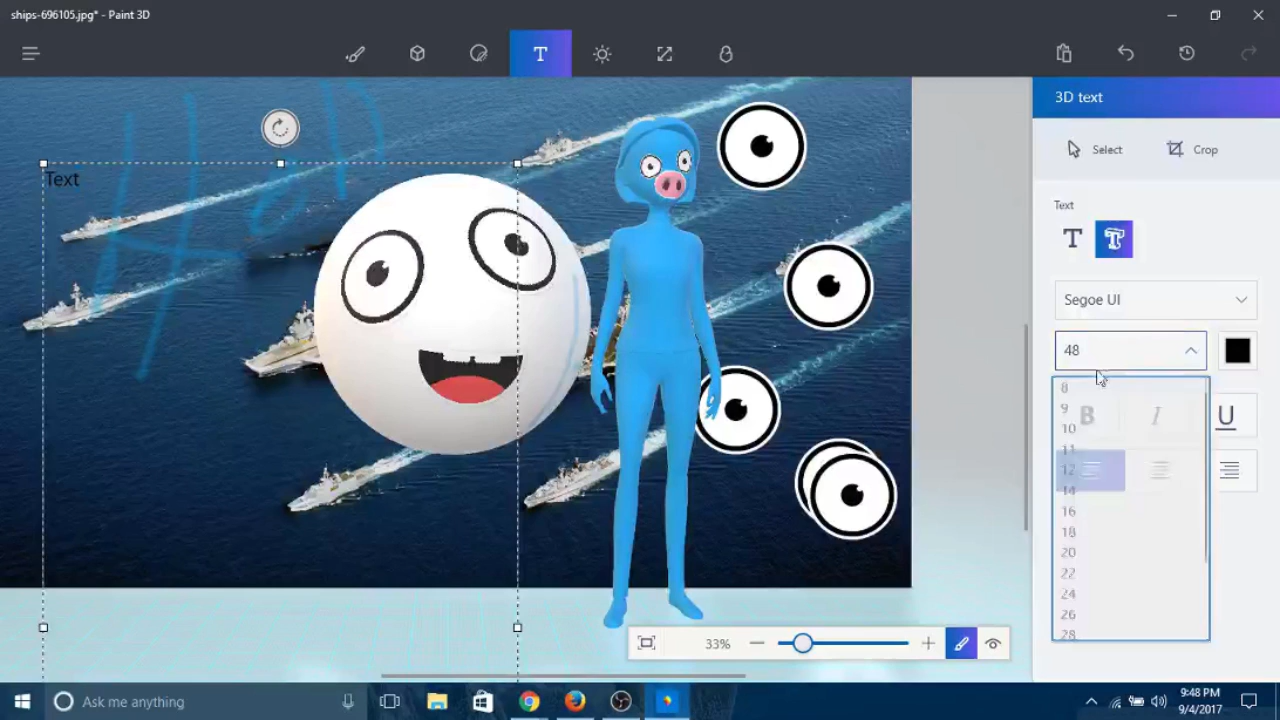 ships-696105.jpg* - Paint 3D
T
3D text
Select
Crop
Text
Text
T
T
Segoe UI
48
8
9
10
11
12
14
16
18
20
22
24
26
28
B
I
U
33%
Ask me anything
9:48 PM
9/4/2017